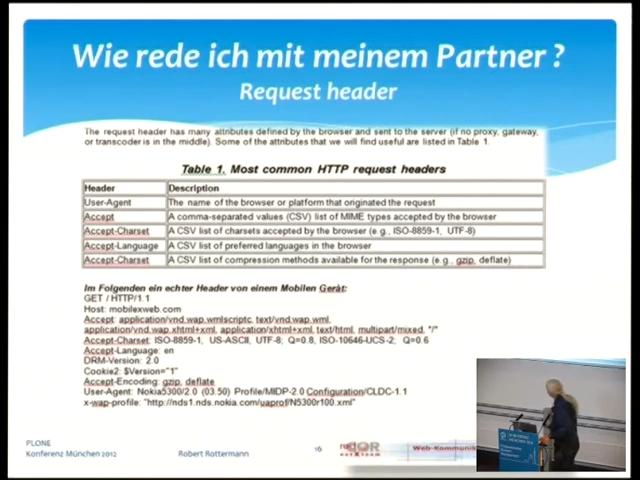 Wie rede ich mit meinem Partner ?
Request header
The request header has many attributes defined by the browser and sent to the server (if no proxy, gateway,
or transcoder is in the middle). Some of the attributes that we will find useful are listed in Table 1.
Table 1. Most common HTTP request headers
Header Description
User-Agent The name of the browser or platform that originated the request
Accept A comma-separated values (CSV) list of MIME types accepted by the browser
Accept-Charset A CSV list of charsets accepted by the browser (e.g., ISO-8859-1, UTF-8)
Accept-Language A CSV list of preferred languages in the browser
Accept-Charset A CSV list of compression methods available for the response (e.g., gzip, deflate)
Im Folgenden ein echter Header von einem Mobilen Gerät:
GET / HTTP/1.1
Host: mobilexweb.com
Accept: application/vnd.wap.wmlscriptc, text/vnd.wap.wml,
application/vnd.wap.xhtml+xml, application/xhtml+xml, text/html, multipart/mixed, */*
Accept-Charset: ISO-8859-1, US-ASCII, UTF-8; Q=0.8, ISO-10646-UCS-2; Q=0.6
Accept-Language: en
DRM-Version: 2.0
Cookie2: $Version="1"
Accept-Encoding: gzip, deflate
User-Agent: Nokia5300/2.0 (03.50) Profile/MIDP-2.0 Configuration/CLDC-1.1
x-wap-profile: "http://nds1.nds.nokia.com/uaprof/N5300r100.xml"
PLONE
Konferenz München 2012
Robert Rottermann
16
Web-Kommunik